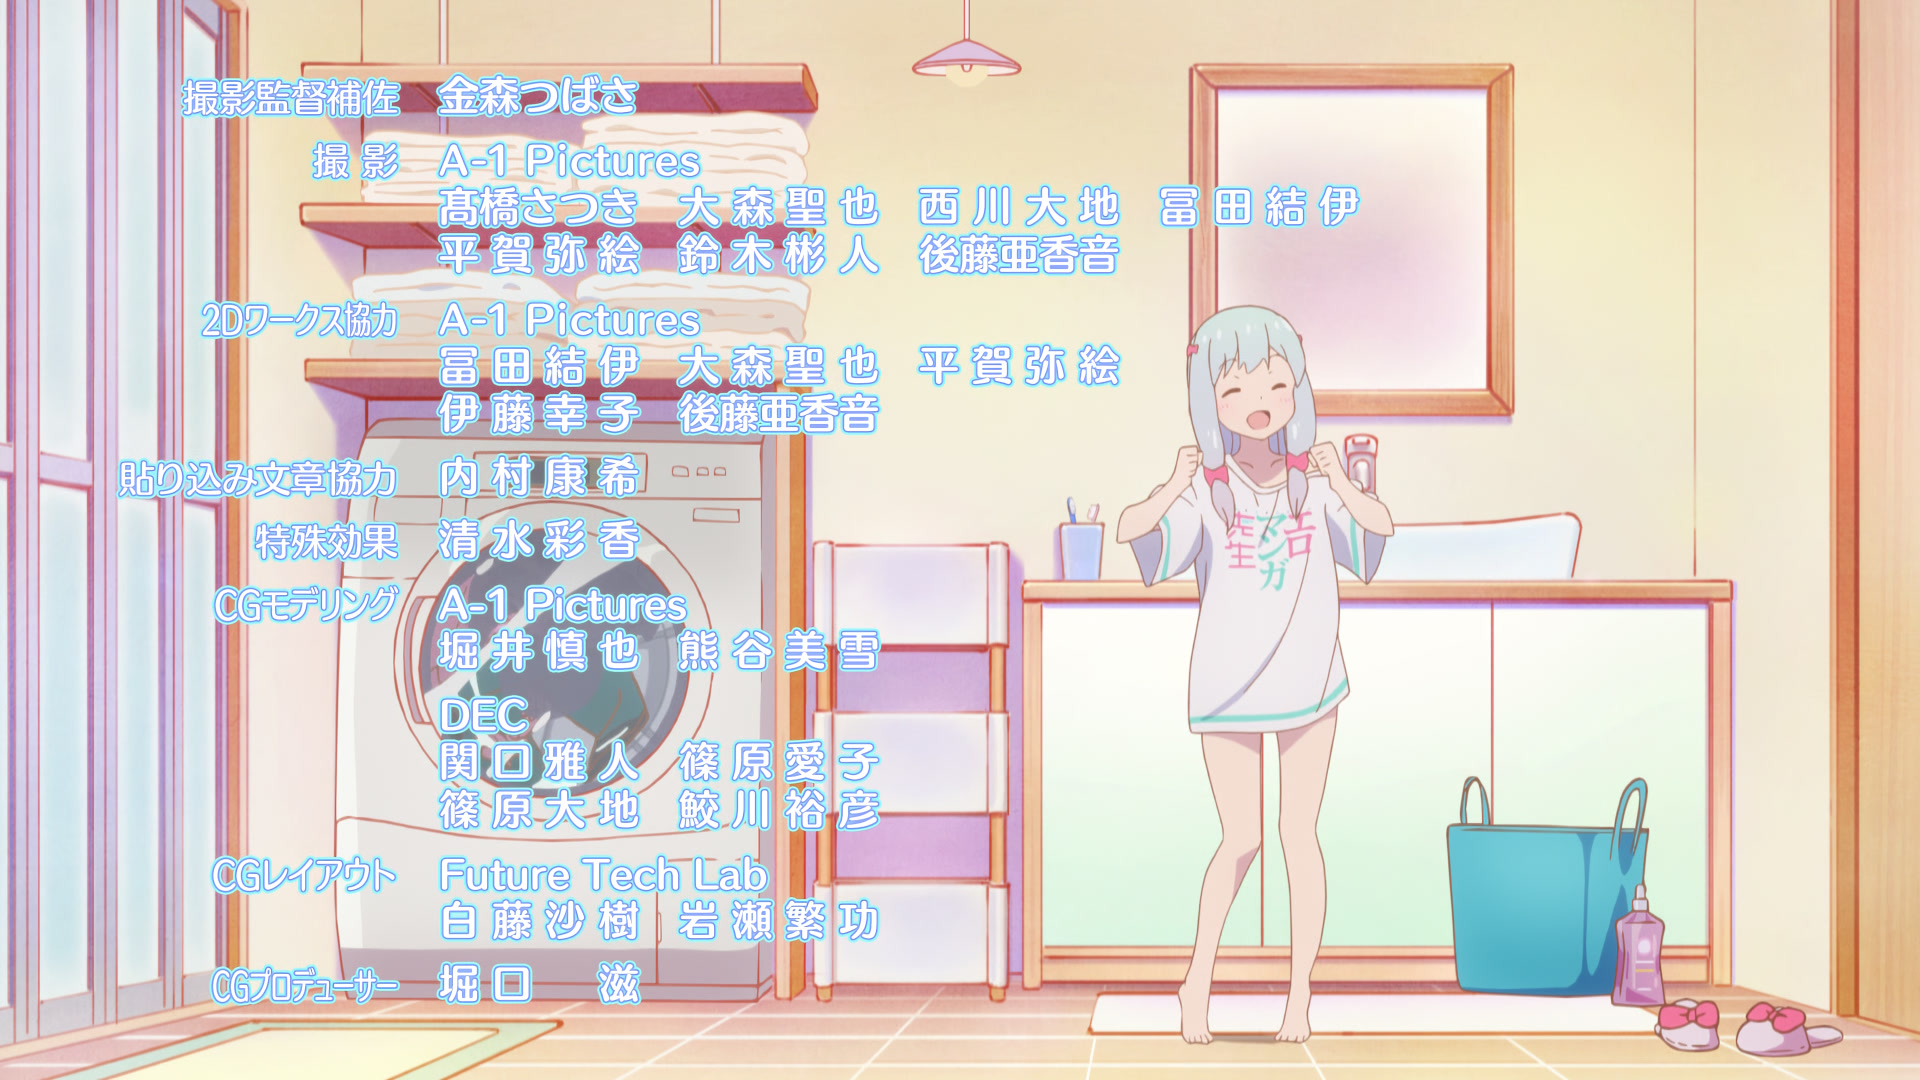 撮影監督補佐 金森つばさ
撮影 A-1 Pictures
髙橋さつき 大森聖也 西川大地 冨田結伊
平賀弥絵 鈴木彬人 後藤亜香音
2Dワークス協力 A-1 Pictures
冨田結伊 大森聖也 平賀弥絵
伊藤幸子 後藤亜香音
貼り込み文章協力 内村康希
特殊効果 清水彩香
CGモデリング A-1 Pictures
堀井慎也 熊谷美雪
DEC
関口雅人 篠原愛子
篠原大地 鮫川裕彦
CGレイアウト Future Tech Lab
白藤沙樹 岩瀬繁功
CGプロデューサー 堀口 滋
エロ
マンガ
先生